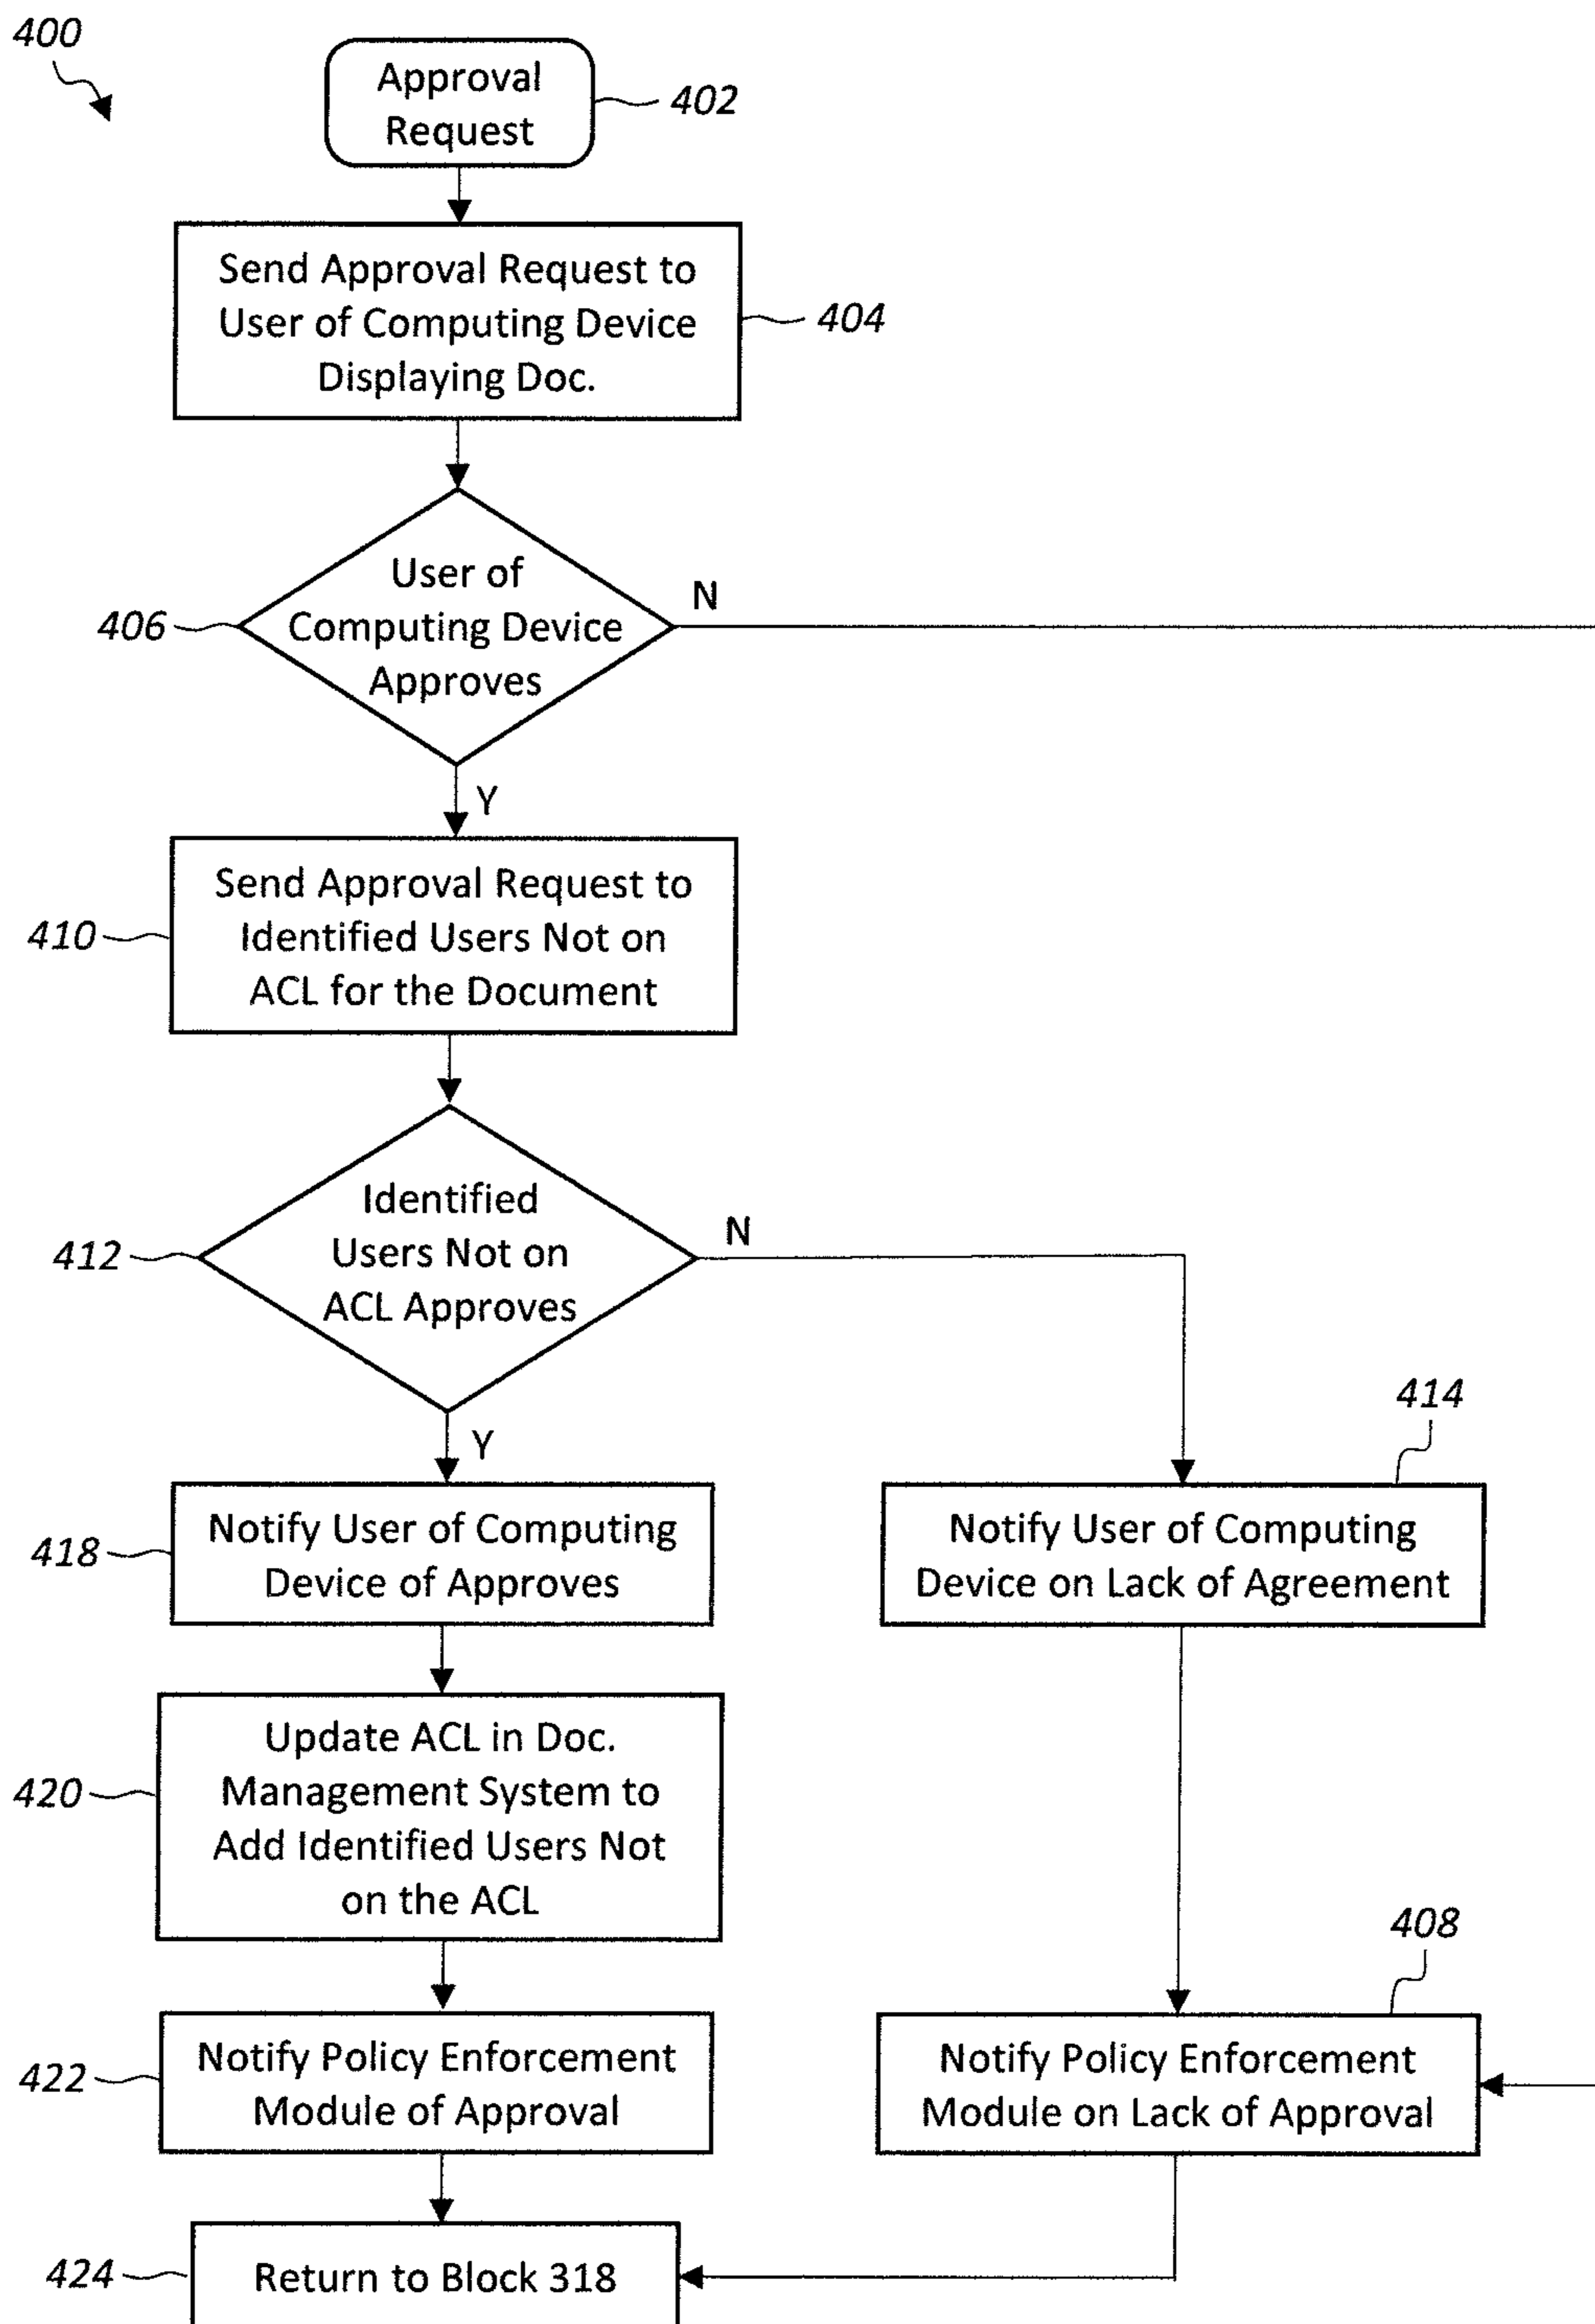 400
Approval
Request
402
Send Approval Request to
User of Computing Device
Displaying Doc.
404
User of
Computing Device
Approves
406
N
Y
Send Approval Request to
Identified Users Not on
ACL for the Document
410
Identified
Users Not on
ACL Approves
412
N
Y
414
Notify User of Computing
Device of Approves
418
Notify User of Computing
Device on Lack of Agreement
Update ACL in Doc.
Management System to
Add Identified Users Not
on the ACL
420
408
Notify Policy Enforcement
Module of Approval
422
Notify Policy Enforcement
Module on Lack of Approval
Return to Block 318
424